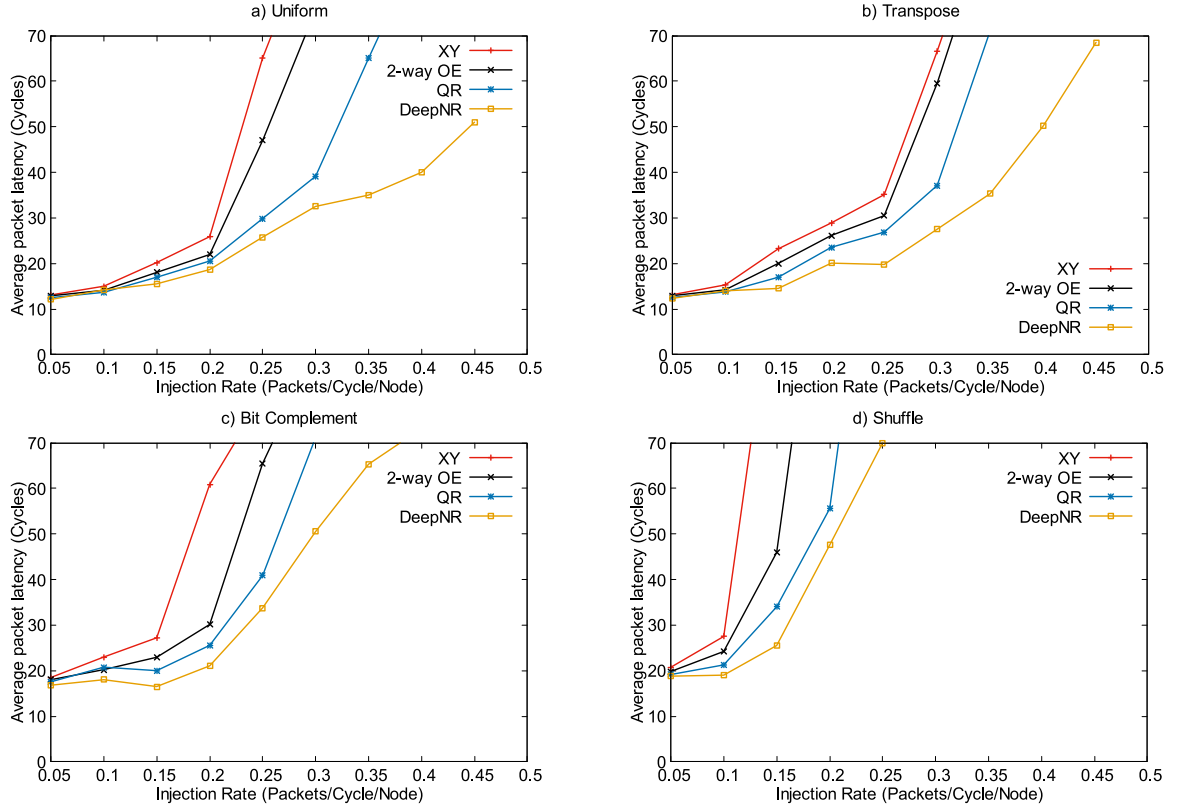 a) Uniform
70
60
50
40
30
20
10
0
0.05 0.1 0.15 0.2 0.25 0.3 0.35 0.4 0.45 0.5
Average packet latency (Cycles)
Injection Rate (Packets/Cycle/Node)
XY
2-way OE
QR
DeepNR
b) Transpose
70
60
50
40
30
20
10
0
0.05 0.1 0.15 0.2 0.25 0.3 0.35 0.4 0.45 0.5
Average packet latency (Cycles)
Injection Rate (Packets/Cycle/Node)
XY
2-way OE
QR
DeepNR
c) Bit Complement
70
60
50
40
30
20
10
0
0.05 0.1 0.15 0.2 0.25 0.3 0.35 0.4 0.45 0.5
Average packet latency (Cycles)
Injection Rate (Packets/Cycle/Node)
XY
2-way OE
QR
DeepNR
d) Shuffle
70
60
50
40
30
20
10
0
0.05 0.1 0.15 0.2 0.25 0.3 0.35 0.4 0.45 0.5
Average packet latency (Cycles)
Injection Rate (Packets/Cycle/Node)
XY
2-way OE
QR
DeepNR